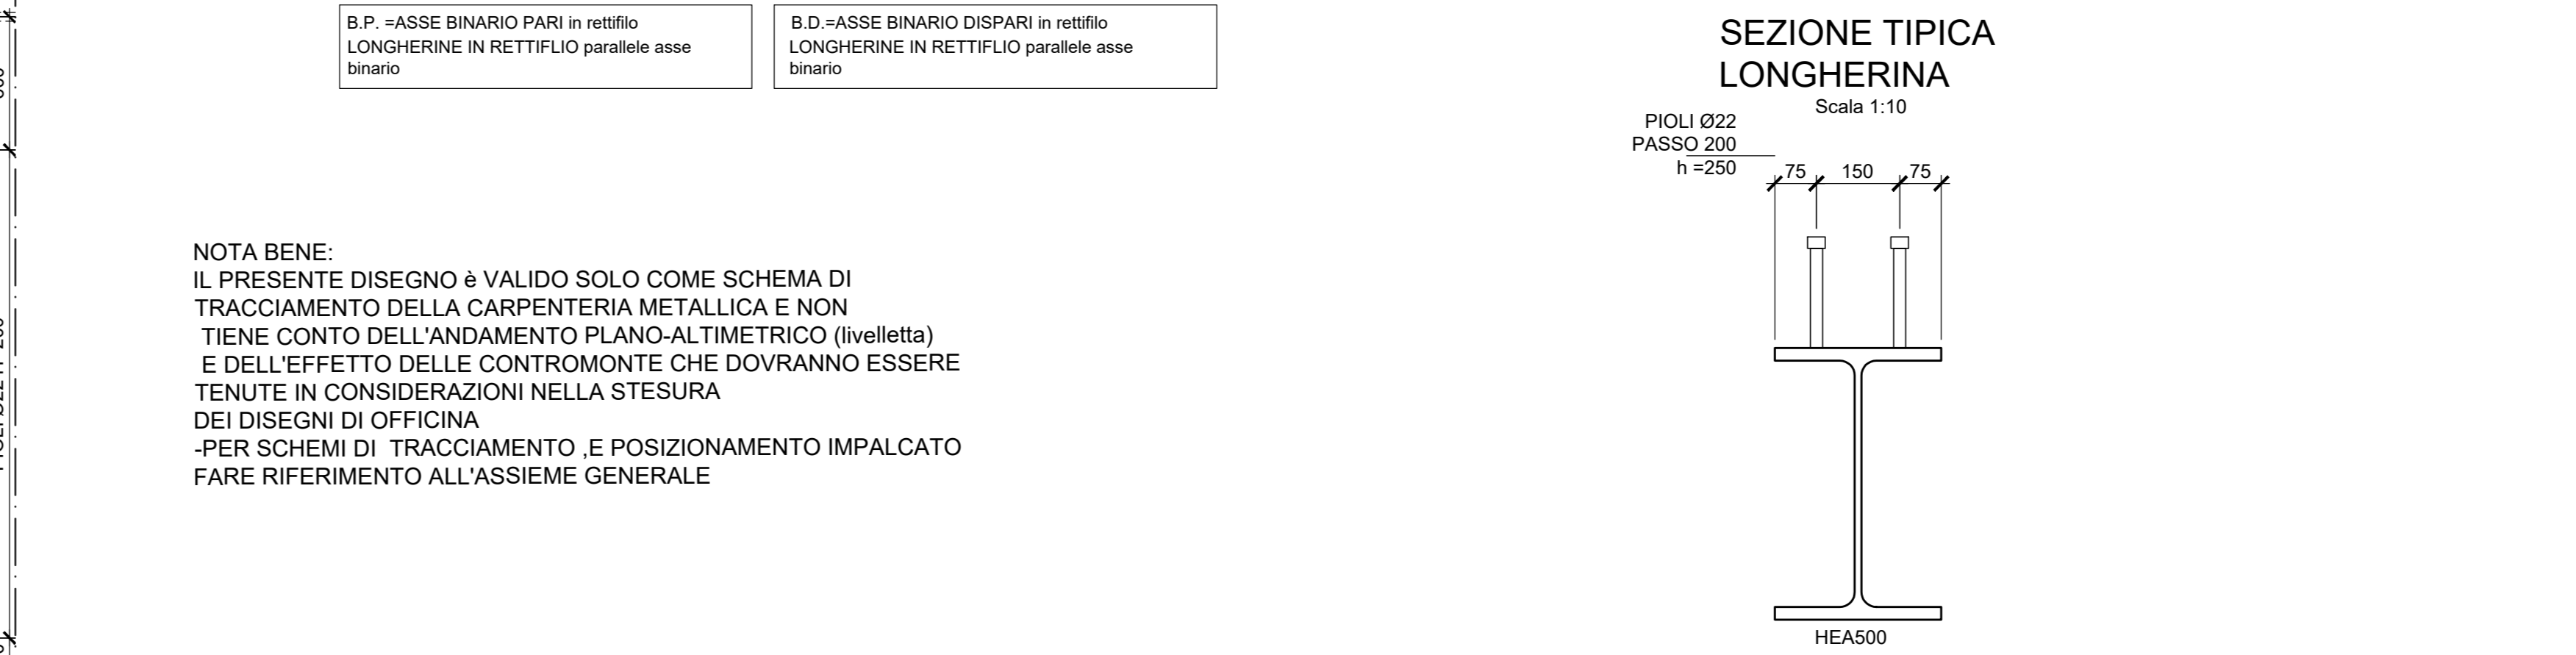 B.P. =ASSE BINARIO PARI in rettifilo
LONGHERINE IN RETTIFLIO parallele asse
binario
B.D.=ASSE BINARIO DISPARI in rettifilo
LONGHERINE IN RETTIFLIO parallele asse
binario
SEZIONE TIPICA
LONGHERINA
Scala 1:10
PIOLI Ø22
PASSO 200
h =250
75 150 75
NOTA BENE:
IL PRESENTE DISEGNO è VALIDO SOLO COME SCHEMA DI
TRACCIAMENTO DELLA CARPENTERIA METALLICA E NON
TIENE CONTO DELL'ANDAMENTO PLANO-ALTIMETRICO (livelletta)
E DELL'EFFETTO DELLE CONTROMONTE CHE DOVRANNO ESSERE
TENUTE IN CONSIDERAZIONI NELLA STESURA
DEI DISEGNI DI OFFICINA
-PER SCHEMI DI TRACCIAMENTO ,E POSIZIONAMENTO IMPALCATO
FARE RIFERIMENTO ALL'ASSIEME GENERALE
HEA500